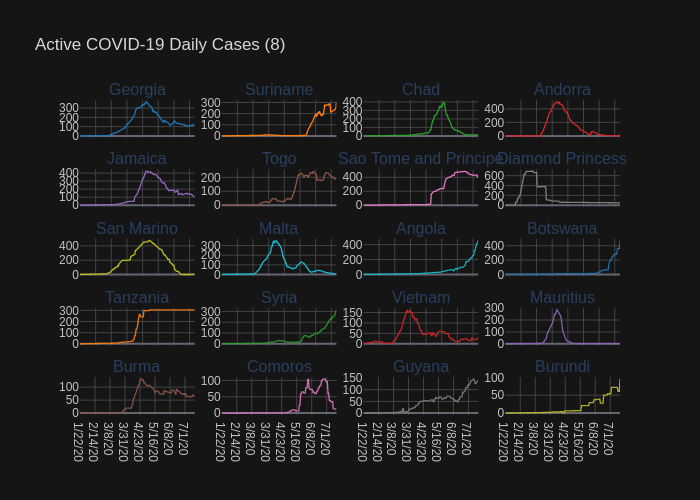 Active COVID-19 Daily Cases (8)
Georgia Suriname Chad Andorra
300 200 100 0
300 200 100 0
400 300 200 100 0
400 200 0
Jamaica Togo Sao Tome and Principe Diamond Princess
400 300 200 100 0
200 100 0
400 200 0
600 400 200 0
San Marino Malta Angola Botswana
400 200 0
300 200 100 0
400 200 0
400 200 0
Tanzania Syria Vietnam Mauritius
300 200 100 0
300 200 100 0
150 100 50 0
300 200 100 0
Burma Comoros Guyana Burundi
100 50 0
100 50 0
150 100 50 0
100 50 0
1/22/20 2/14/20 3/8/20 3/31/20 4/23/20 5/16/20 6/8/20 7/1/20
1/22/20 2/14/20 3/8/20 3/31/20 4/23/20 5/16/20 6/8/20 7/1/20
1/22/20 2/14/20 3/8/20 3/31/20 4/23/20 5/16/20 6/8/20 7/1/20
1/22/20 2/14/20 3/8/20 3/31/20 4/23/20 5/16/20 6/8/20 7/1/20